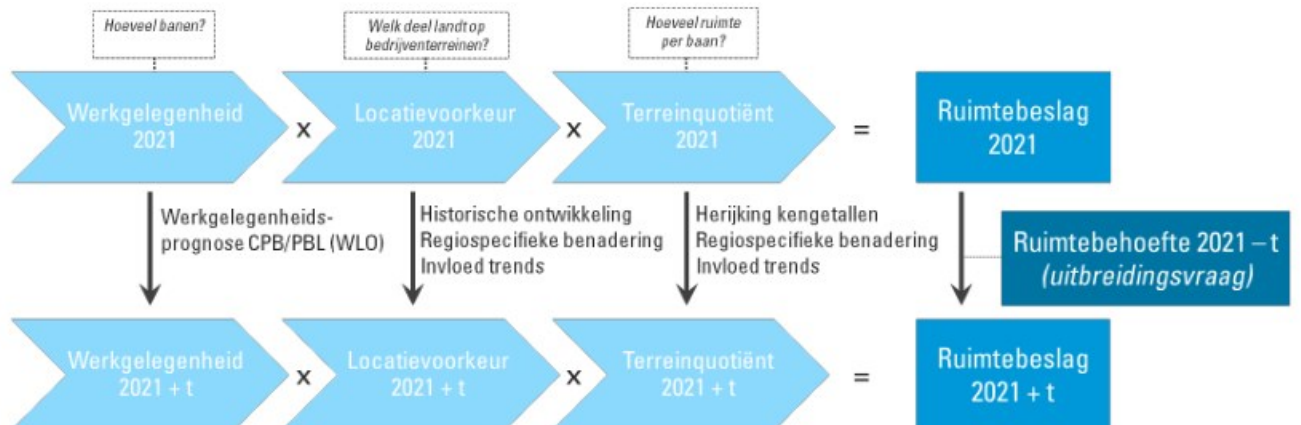 Hoeveel banen?
Welk deel landt op
bedrijventerreinen?
Hoeveel ruimte
per baan?
Werkgelegenheid
2021
x
Locatievoorkeur
2021
x
Terreinquotiënt
2021
=
Ruimtebeslag
2021
Werkgelegenheids-
prognose CPB/PBL (WLO)
Historische ontwikkeling
Regiospecifieke benadering
Invloed trends
Herijking kengetallen
Regiospecifieke benadering
Invloed trends
Ruimtebehoefte 2021 – t
(uitbreidingsvraag)
Werkgelegenheid
2021 + t
x
Locatievoorkeur
2021 + t
x
Terreinquotiënt
2021 + t
=
Ruimtebeslag
2021 + t